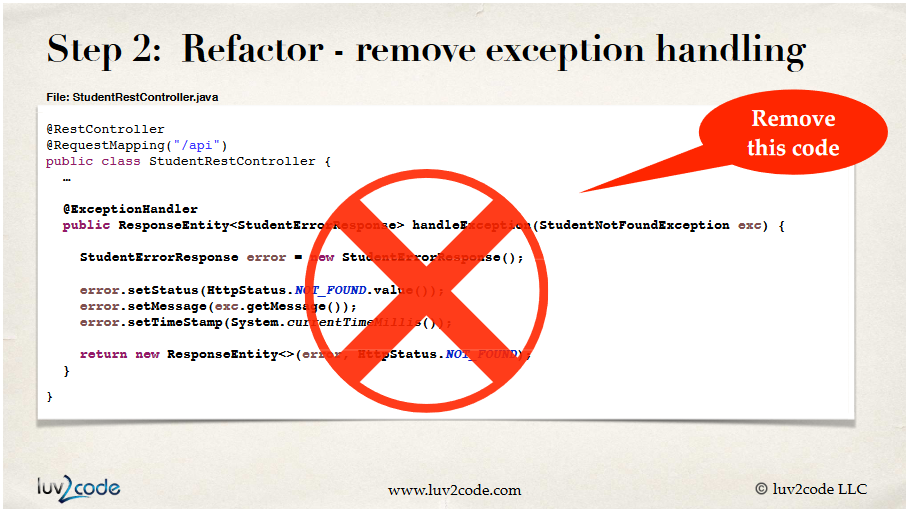 Step 2: Refactor - remove exception handling
File: StudentRestController.java
Remove
this code
@RestController
@RequestMapping("/api")
public class StudentRestController {
…
@ExceptionHandler
public ResponseEntity<StudentErrorResponse> handleException(StudentNotFoundException exc) {
StudentErrorResponse error = new StudentErrorResponse();
error.setStatus(HttpStatus.NOT_FOUND.value());
error.setMessage(exc.getMessage());
error.setTimeStamp(System.currentTimeMillis());
return new ResponseEntity<>(error, HttpStatus.NOT_FOUND);
}
}
luv2code
www.luv2code.com
© luv2code LLC